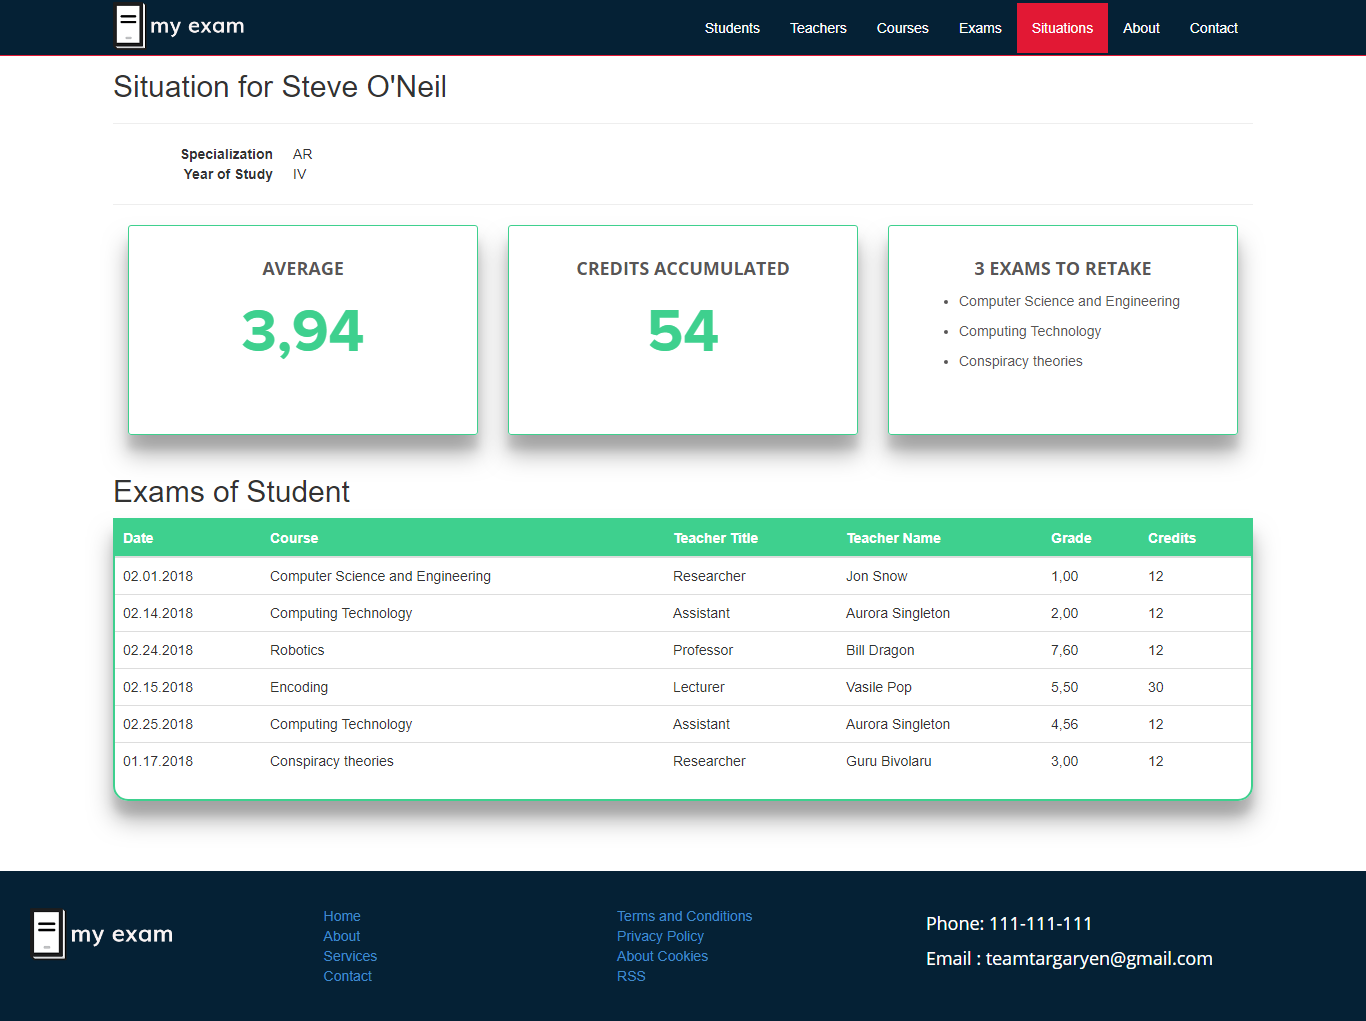 my exam
Students Teachers Courses Exams Situations About Contact
Situation for Steve O'Neil
Specialization AR
Year of Study IV
AVERAGE
3,94
CREDITS ACCUMULATED
54
3 EXAMS TO RETAKE
Computer Science and Engineering
Computing Technology
Conspiracy theories
Exams of Student
Date Course Teacher Title Teacher Name Grade Credits
02.01.2018 Computer Science and Engineering Researcher Jon Snow 1,00 12
02.14.2018 Computing Technology Assistant Aurora Singleton 2,00 12
02.24.2018 Robotics Professor Bill Dragon 7,60 12
02.15.2018 Encoding Lecturer Vasile Pop 5,50 30
02.25.2018 Computing Technology Assistant Aurora Singleton 4,56 12
01.17.2018 Conspiracy theories Researcher Guru Bivolaru 3,00 12
my exam
Home
About
Services
Contact
Terms and Conditions
Privacy Policy
About Cookies
RSS
Phone: 111-111-111
Email : teamtargaryen@gmail.com